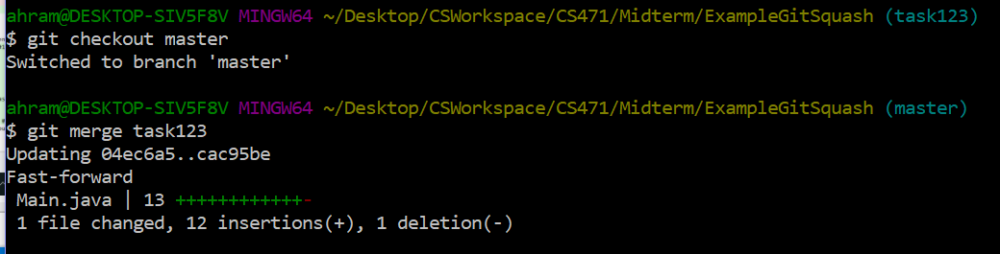 ahram@DESKTOP-SIV5F8V MINGW64 ~/Desktop/CSWorkspace/CS471/Midterm/ExampleGitSquash (task123)
$ git checkout master
Switched to branch 'master'
ahram@DESKTOP-SIV5F8V MINGW64 ~/Desktop/CSWorkspace/CS471/Midterm/ExampleGitSquash (master)
$ git merge task123
Updating 04ec6a5..cac95be
Fast-forward
 Main.java | 13 ++++++++++++-
 1 file changed, 12 insertions(+), 1 deletion(-)